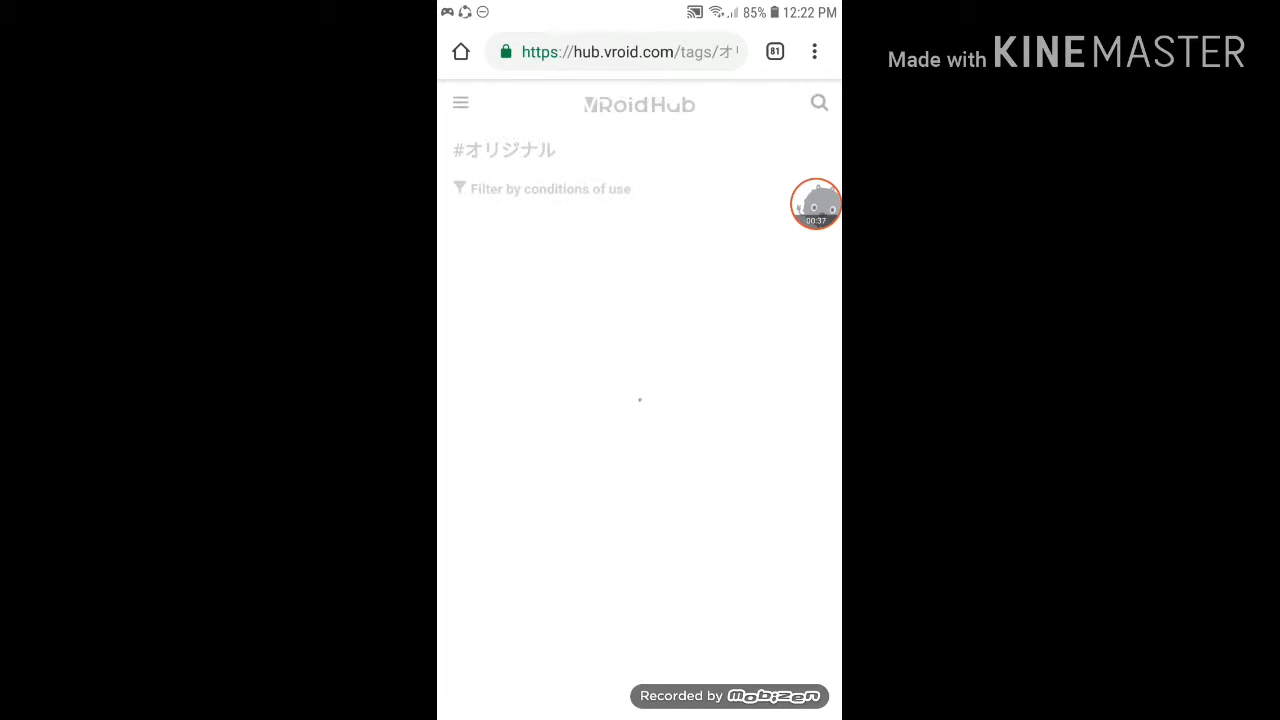 85% 12:22 PM
Made with KINEMASTER
https://hub.vroid.com/tags/オリ
81
VRoid Hub
#オリジナル
Filter by conditions of use
00:37
Recorded by Mobizen